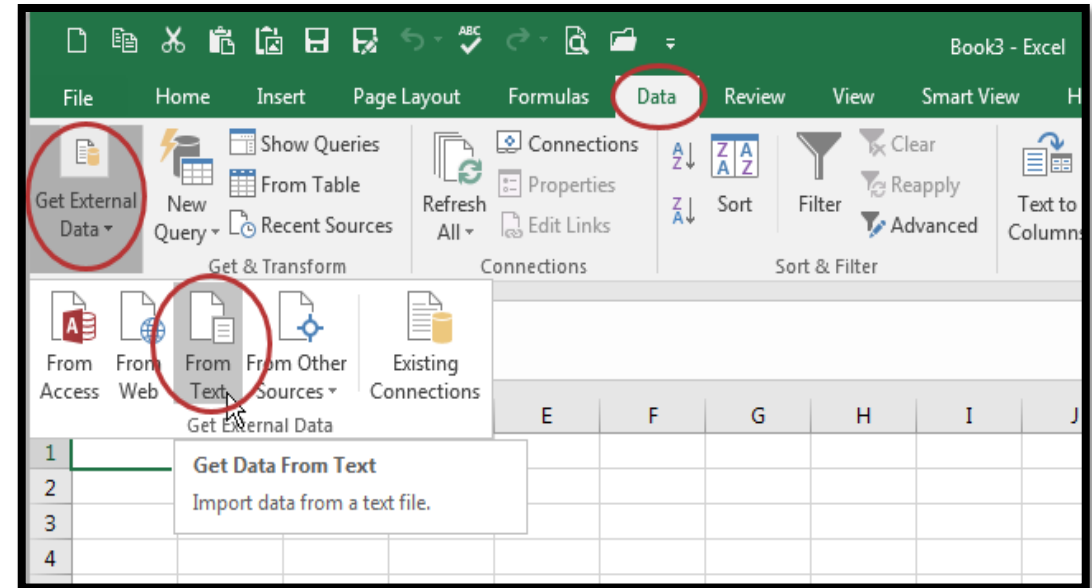 ABC
Book3 - Excel
File Home Insert Page Layout Formulas Data Review View Smart View H
Get External
Data
New
Query
Show Queries
From Table
Recent Sources
Get & Transform
Refresh
All
Connections
Properties
Edit Links
Connections
A
Z
Z
A
Z A
A Z
Sort
Filter
Clear
Reapply
Advanced
Sort & Filter
Text to
Columns
A
From
Access
From
Web
From
Text
From Other
Sources
Existing
Connections
Get External Data
E F G H I J
1
2
3
4
Get Data From Text
Import data from a text file.